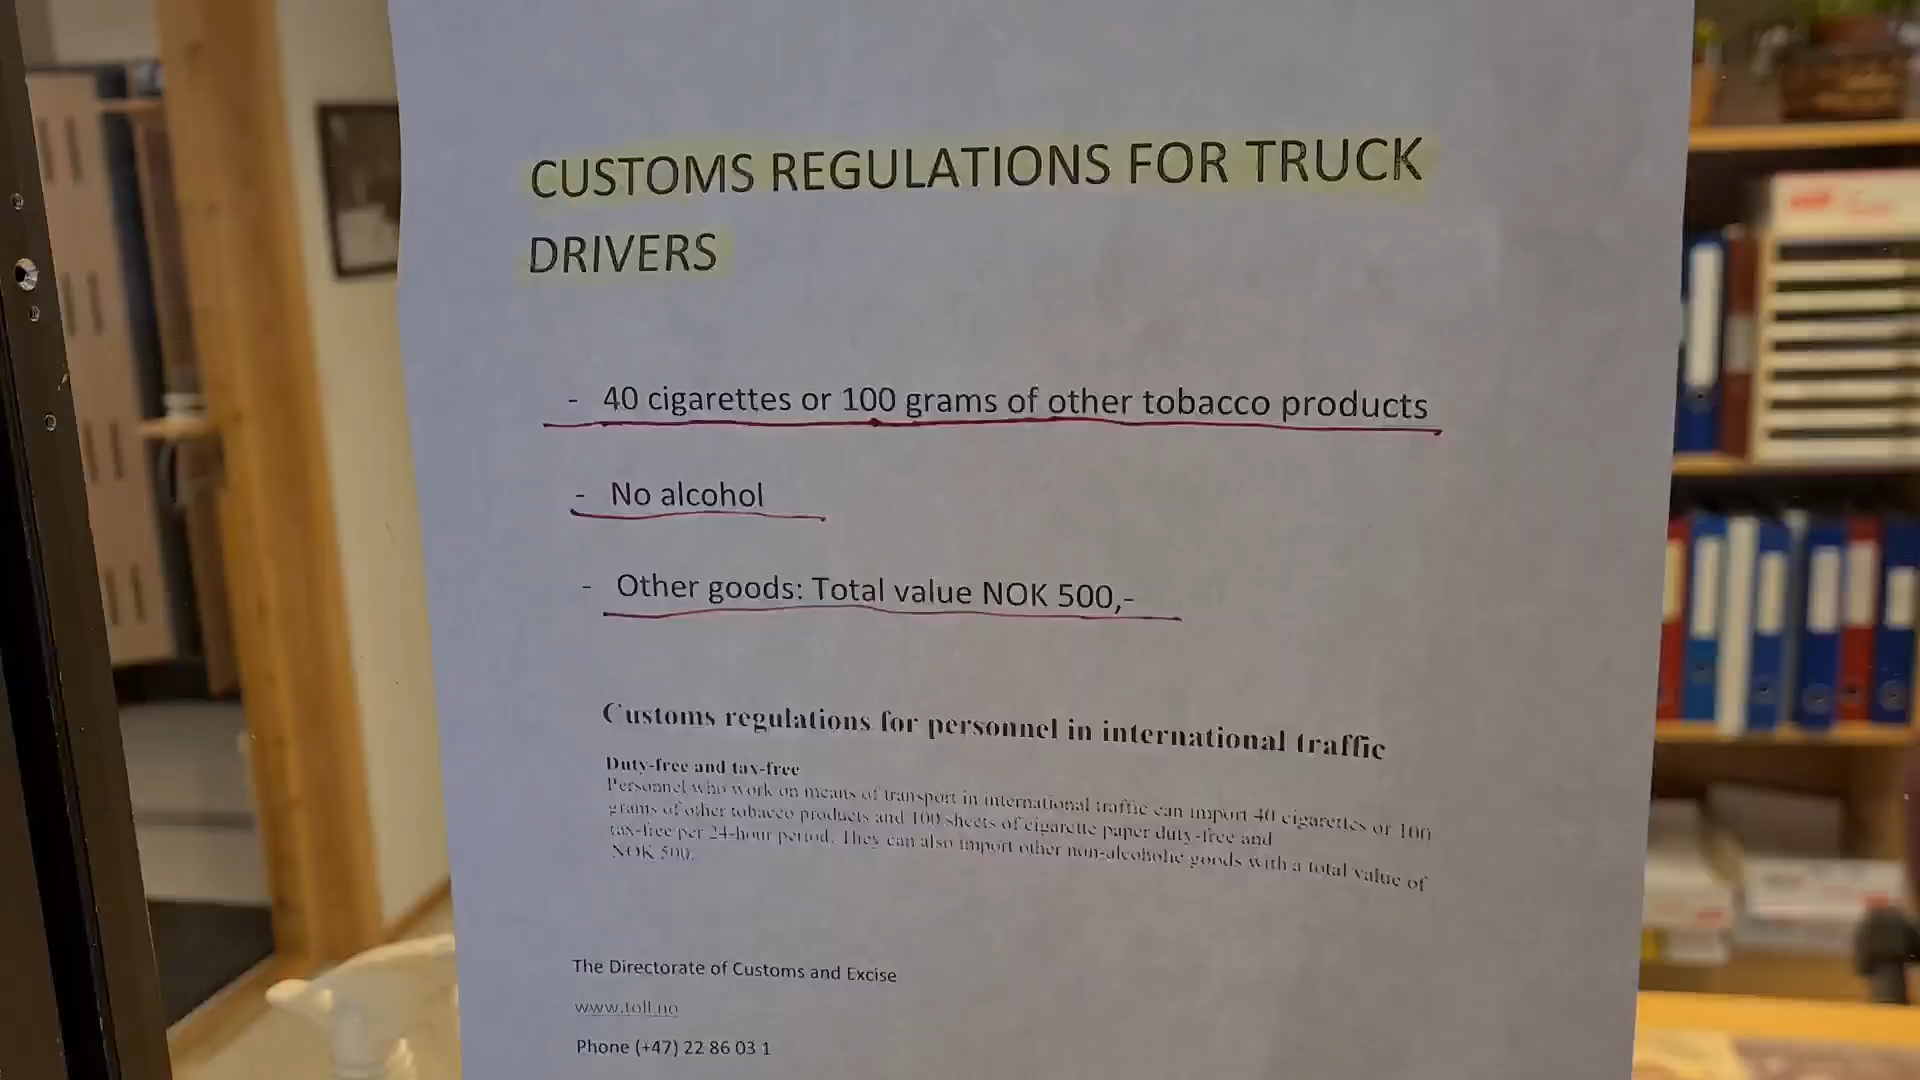 CUSTOMS REGULATIONS FOR TRUCK
DRIVERS
- 40 cigarettes or 100 grams of other tobacco products
- No alcohol
- Other goods: Total value NOK 500,-
Customs regulations for personnel in international traffic
Duty-free and tax-free
Personnel who work on means of transport in international traffic can import 40 cigarettes or 100
grams of other tobacco products and 100 sheets of cigarette paper duty-free and
tax-free per 24-hour period. They can also import other non-alcoholic goods with a total value of
NOK 500.
The Directorate of Customs and Excise
www.toll.no
Phone (+47) 22 86 03 1